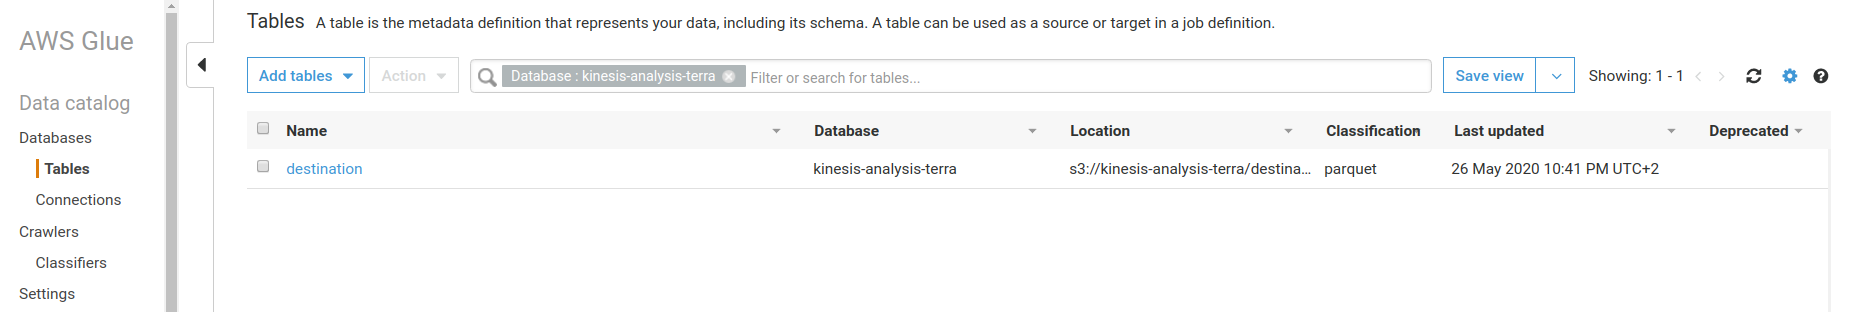 AWS Glue
Data catalog
Databases
Tables
Connections
Crawlers
Classifiers
Settings
Tables A table is the metadata definition that represents your data, including its schema. A table can be used as a source or target in a job definition.
Add tables Action Database : kinesis-analysis-terra Filter or search for tables... Save view Showing: 1 - 1
Name Database Location Classification Last updated Deprecated
destination kinesis-analysis-terra s3://kinesis-analysis-terra/destina... parquet 26 May 2020 10:41 PM UTC+2